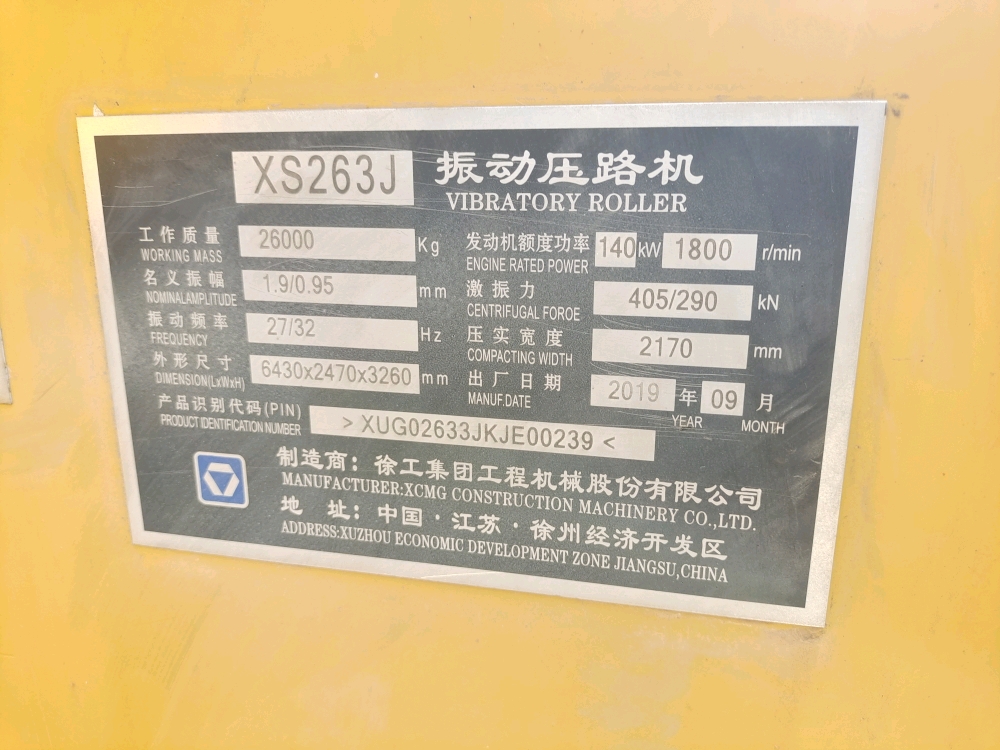 XS263J 振动压路机
VIBRATORY ROLLER
工作质量 26000 Kg 发动机额度功率 140 kW 1800 r/min
WORKING MASS ENGINE RATED POWER
名义振幅 1.9/0.95 mm 激振力 405/290 kN
NOMINALAMPLITUDE CENTRIFUGAL FOROE
振动频率 27/32 Hz 压实宽度 2170 mm
FREQUENCY COMPACTING WIDTH
外形尺寸 6430x2470x3260 mm 出厂日期 2019 年 09 月
DIMENSION(LxWxH) MANUF.DATE YEAR MONTH
产品识别代码(PIN) >XUG02633JKJE00239<
PRODUCT IDENTIFICATION NUMBER
制造商：徐工集团工程机械股份有限公司
MANUFACTURER:XCMG CONSTRUCTION MACHINERY CO.,LTD.
地 址：中国·江苏·徐州经济开发区
ADDRESS:XUZHOU ECONOMIC DEVELOPMENT ZONE JIANGSU,CHINA